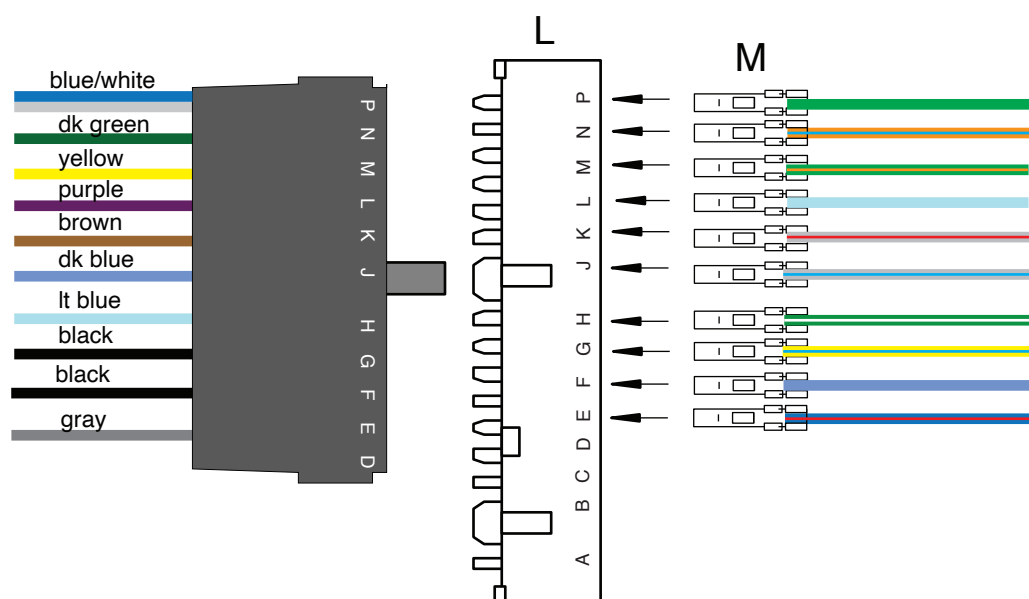 L
M
blue/white
dk green
yellow
purple
brown
dk blue
lt blue
black
black
gray
P
N
M
L
K
J
H
G
F
E
D
P
N
M
L
K
J
H
G
F
E
D
C
B
A